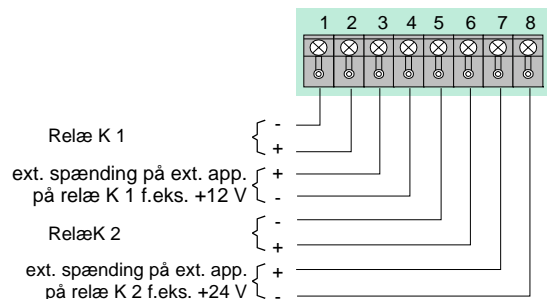 1 2 3 4 5 6 7 8
Relæ K 1
-
+
ext. spænding på ext. app.
på relæ K 1 f.eks. +12 V
+
-
RelæK 2
-
+
ext. spænding på ext. app.
på relæ K 2 f.eks. +24 V
+
-